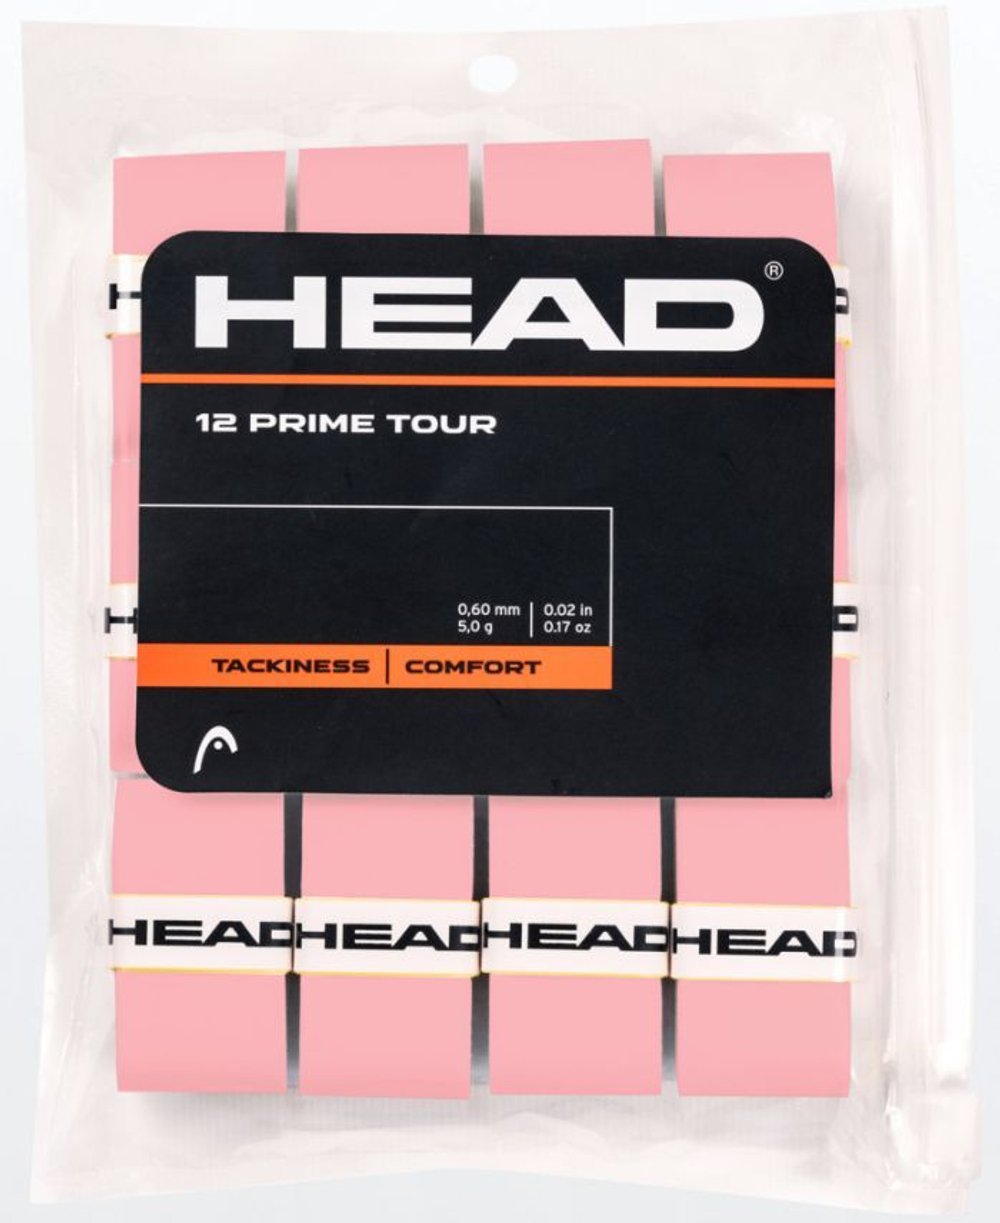 HEAD®
12 PRIME TOUR
0,60 mm | 0.02 in
5,0 g | 0.17 oz
TACKINESS | COMFORT
HEAD HEAD HEAD HEAD